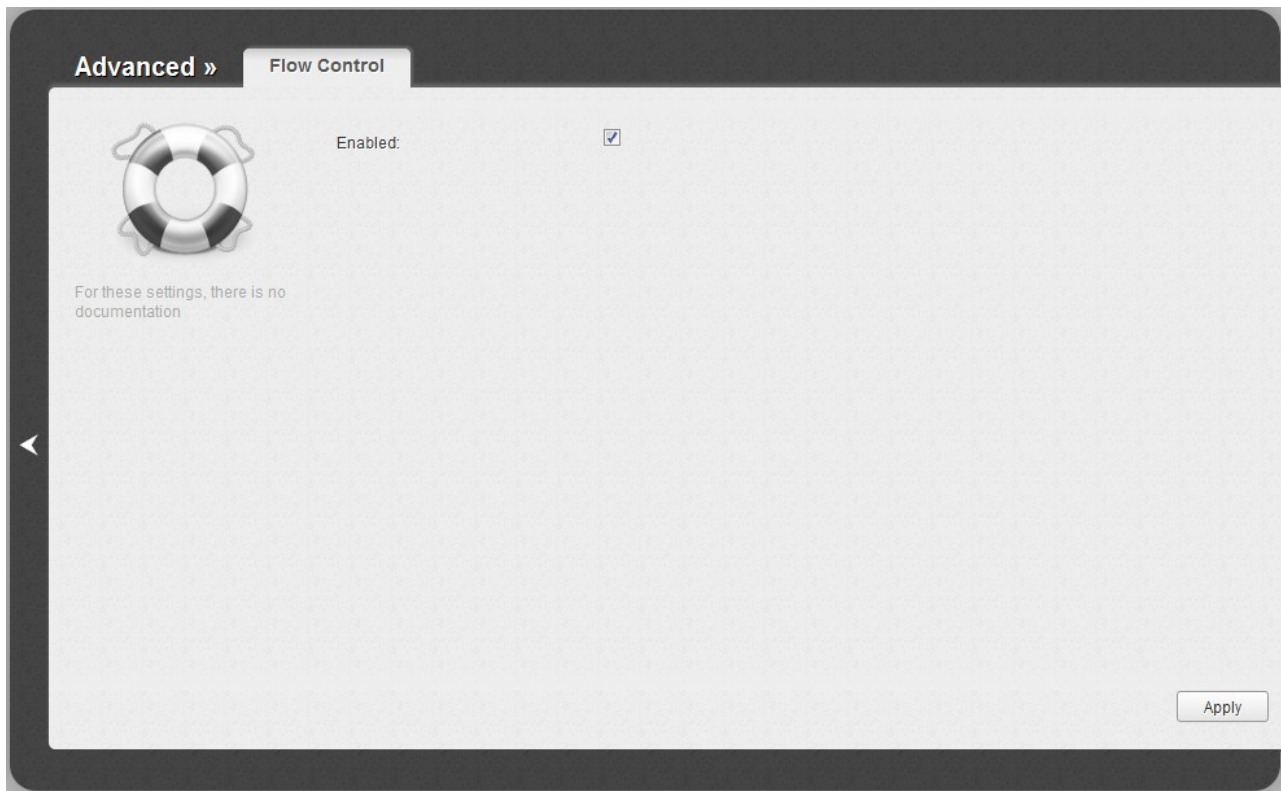 Advanced »
Flow Control
Enabled:
For these settings, there is no
documentation
Apply